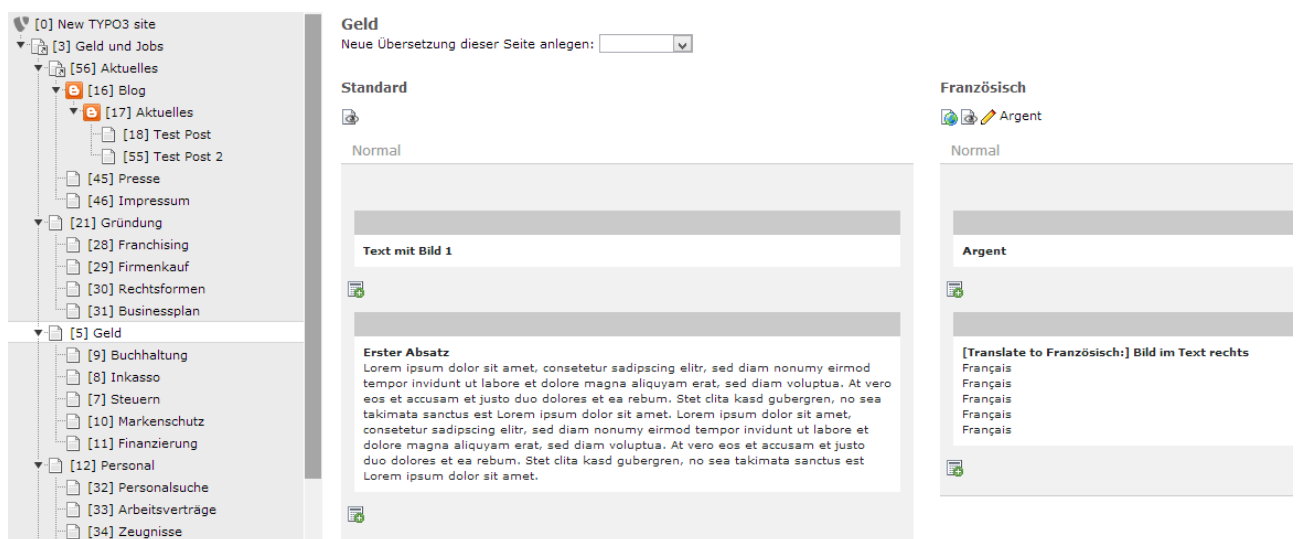 [0] New TYPO3 site
[3] Geld und Jobs
[56] Aktuelles
[16] Blog
[17] Aktuelles
[18] Test Post
[55] Test Post 2
[45] Presse
[46] Impressum
[21] Gründung
[28] Franchising
[29] Firmenkauf
[30] Rechtsformen
[31] Businessplan
[5] Geld
[9] Buchhaltung
[8] Inkasso
[7] Steuern
[10] Markenschutz
[11] Finanzierung
[12] Personal
[32] Personalsuche
[33] Arbeitsverträge
[34] Zeugnisse
Geld
Neue Übersetzung dieser Seite anlegen:
Standard
Normal
Text mit Bild 1
Erster Absatz
Lorem ipsum dolor sit amet, consetetur sadipscing elitr, sed diam nonumy eirmod
tempor invidunt ut labore et dolore magna aliquyam erat, sed diam voluptua. At vero
eos et accusam et justo duo dolores et ea rebum. Stet clita kasd gubergren, no sea
takimata sanctus est Lorem ipsum dolor sit amet. Lorem ipsum dolor sit amet,
consetetur sadipscing elitr, sed diam nonumy eirmod tempor invidunt ut labore et
dolore magna aliquyam erat, sed diam voluptua. At vero eos et accusam et justo
duo dolores et ea rebum. Stet clita kasd gubergren, no sea takimata sanctus est
Lorem ipsum dolor sit amet.
Französisch
Argent
Normal
Argent
[Translate to Französisch:] Bild im Text rechts
Français
Français
Français
Français
Français